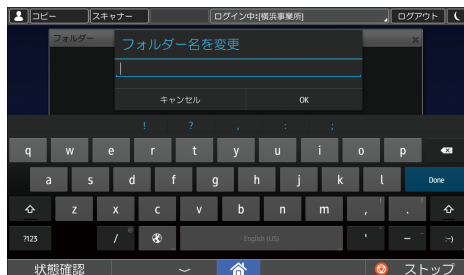 コピー スキャナー ログイン中:[横浜事業所] ログアウト
フォルダー ×
フォルダー名を変更
キャンセル OK
! ? , : ;
q w e r t y u i o p
a s d f g h j k l Done
z x c v b n m , .
?123 / English (US) ' - :-)
状態確認 ストップ